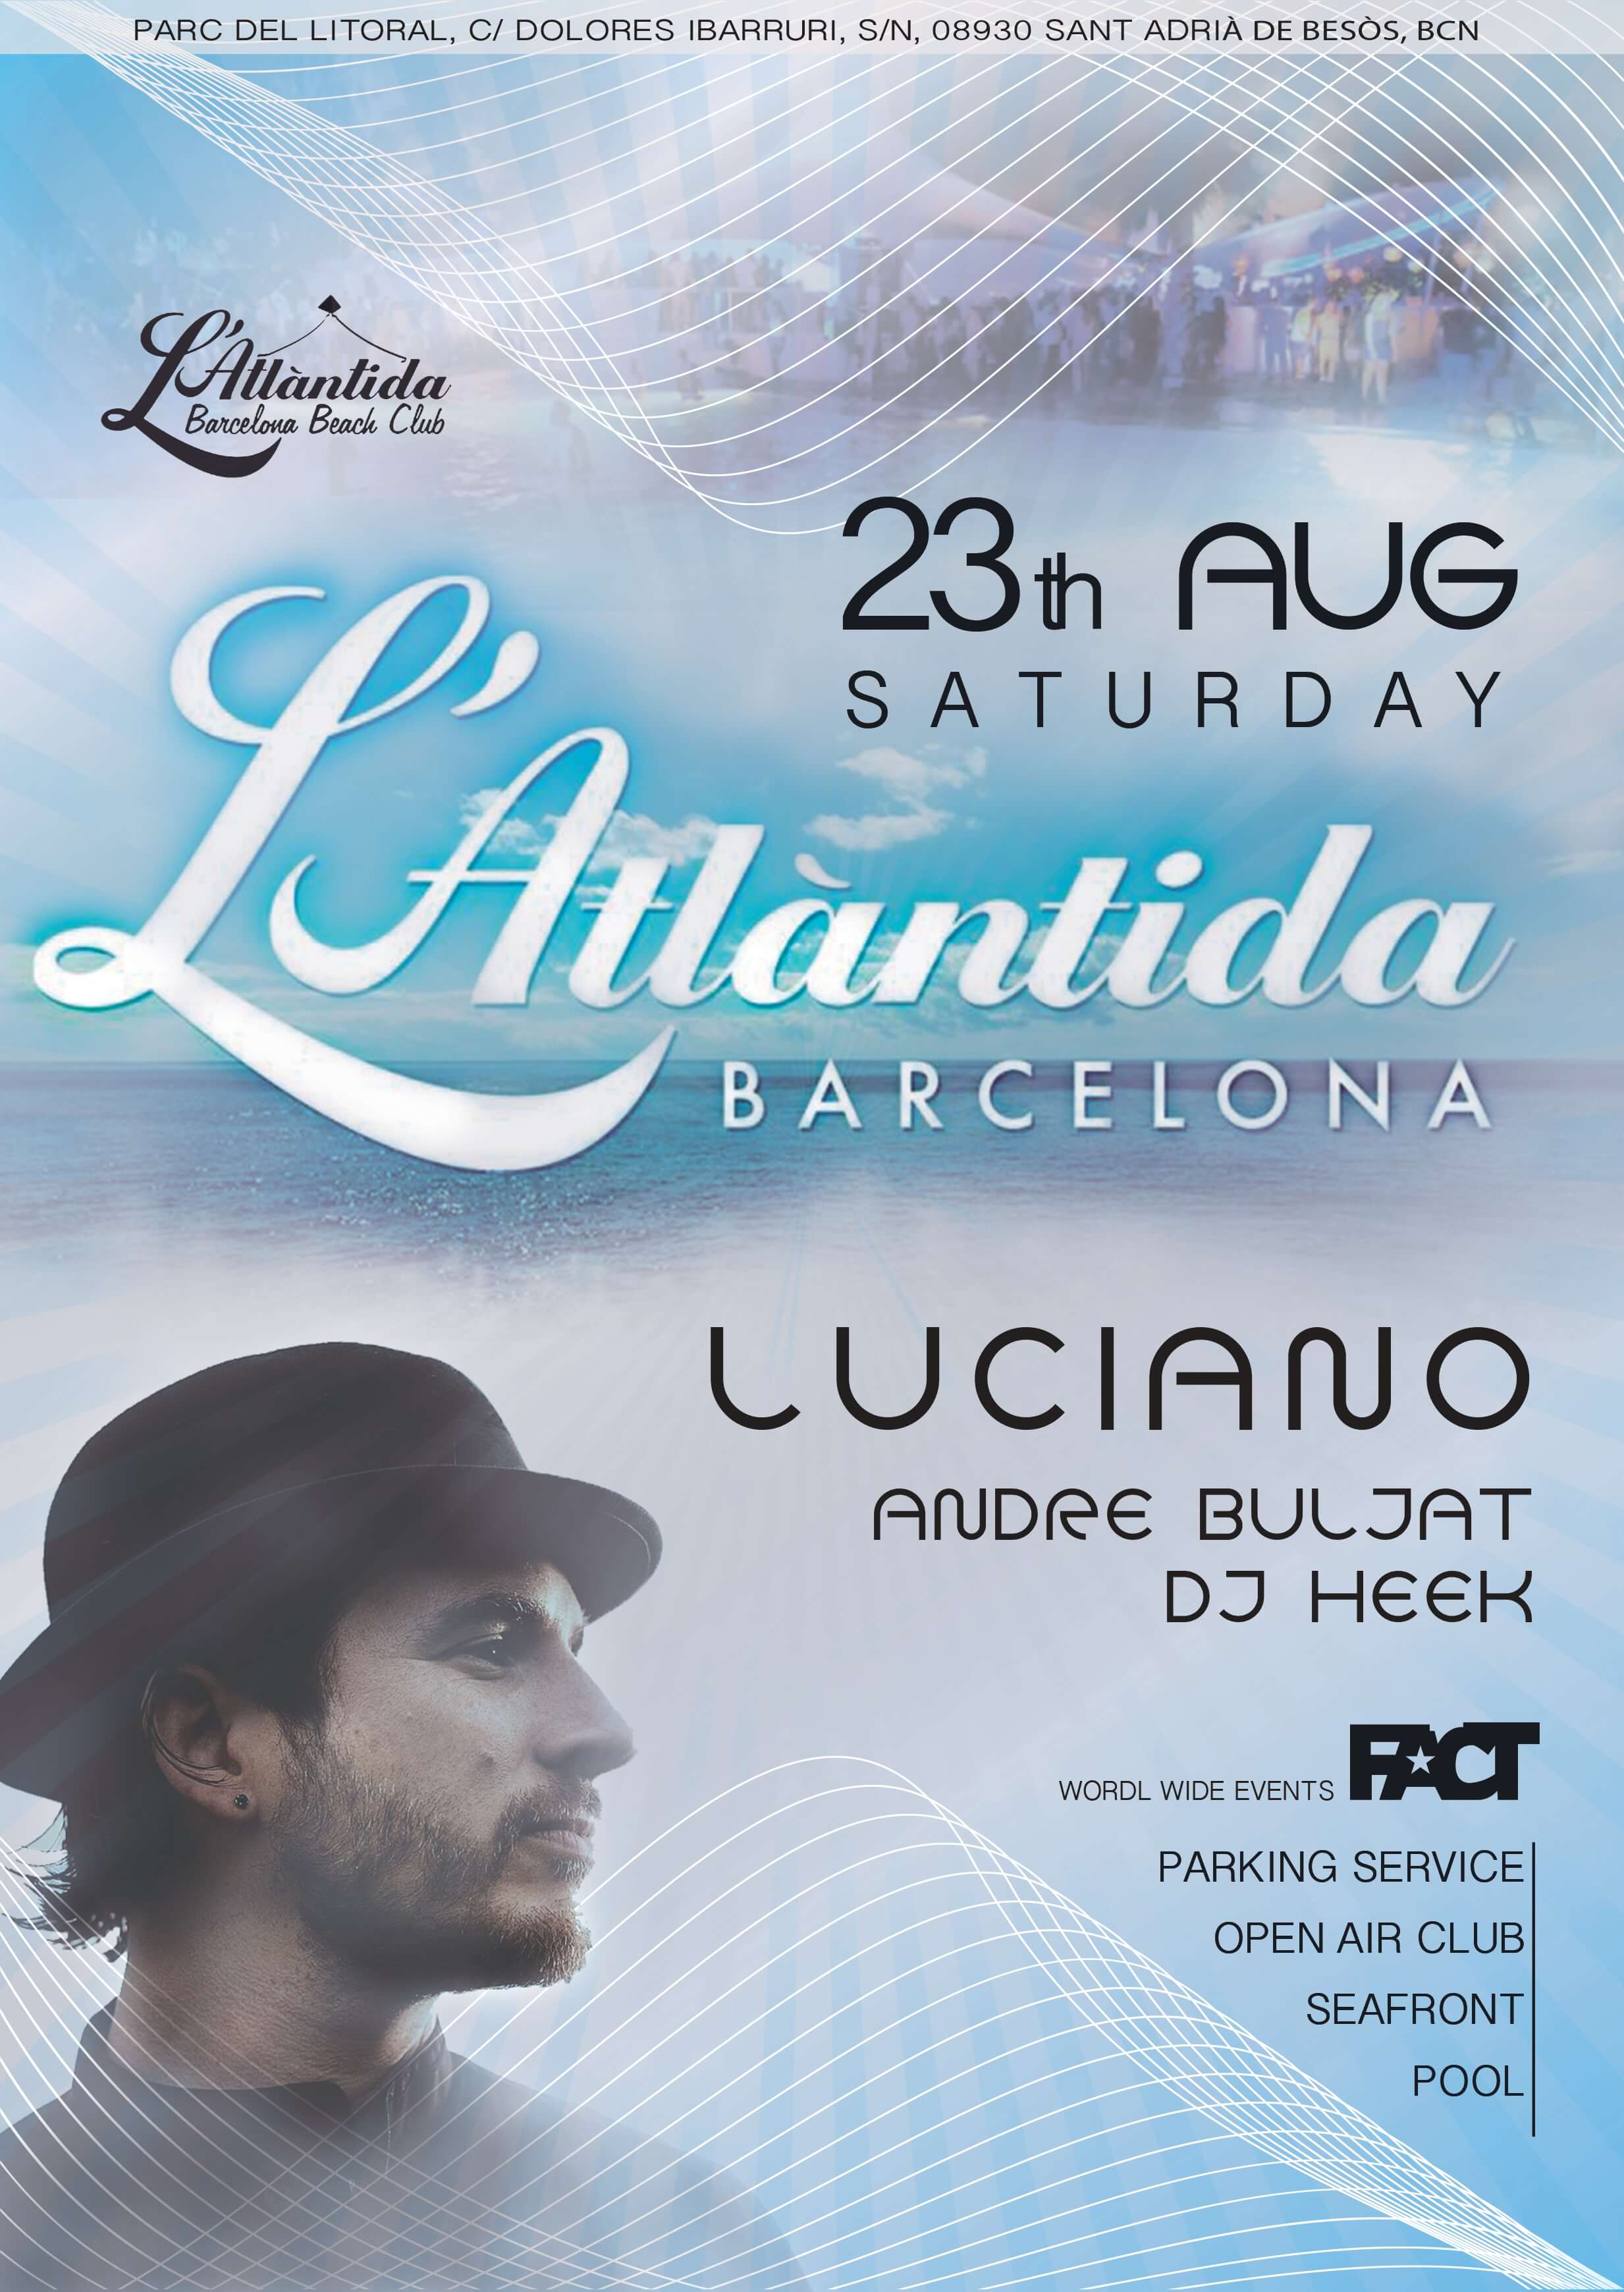 PARC DEL LITORAL, C/ DOLORES IBARRURI, S/N, 08930 SANT ADRIÀ DE BESÒS, BCN
L'Atlàntida
Barcelona Beach Club
23th AUG
SATURDAY
L'Atlàntida
BARCELONA
LUCIANO
ANDRE BULJAT
DJ HEEK
WORDL WIDE EVENTS FACT
PARKING SERVICE
OPEN AIR CLUB
SEAFRONT
POOL